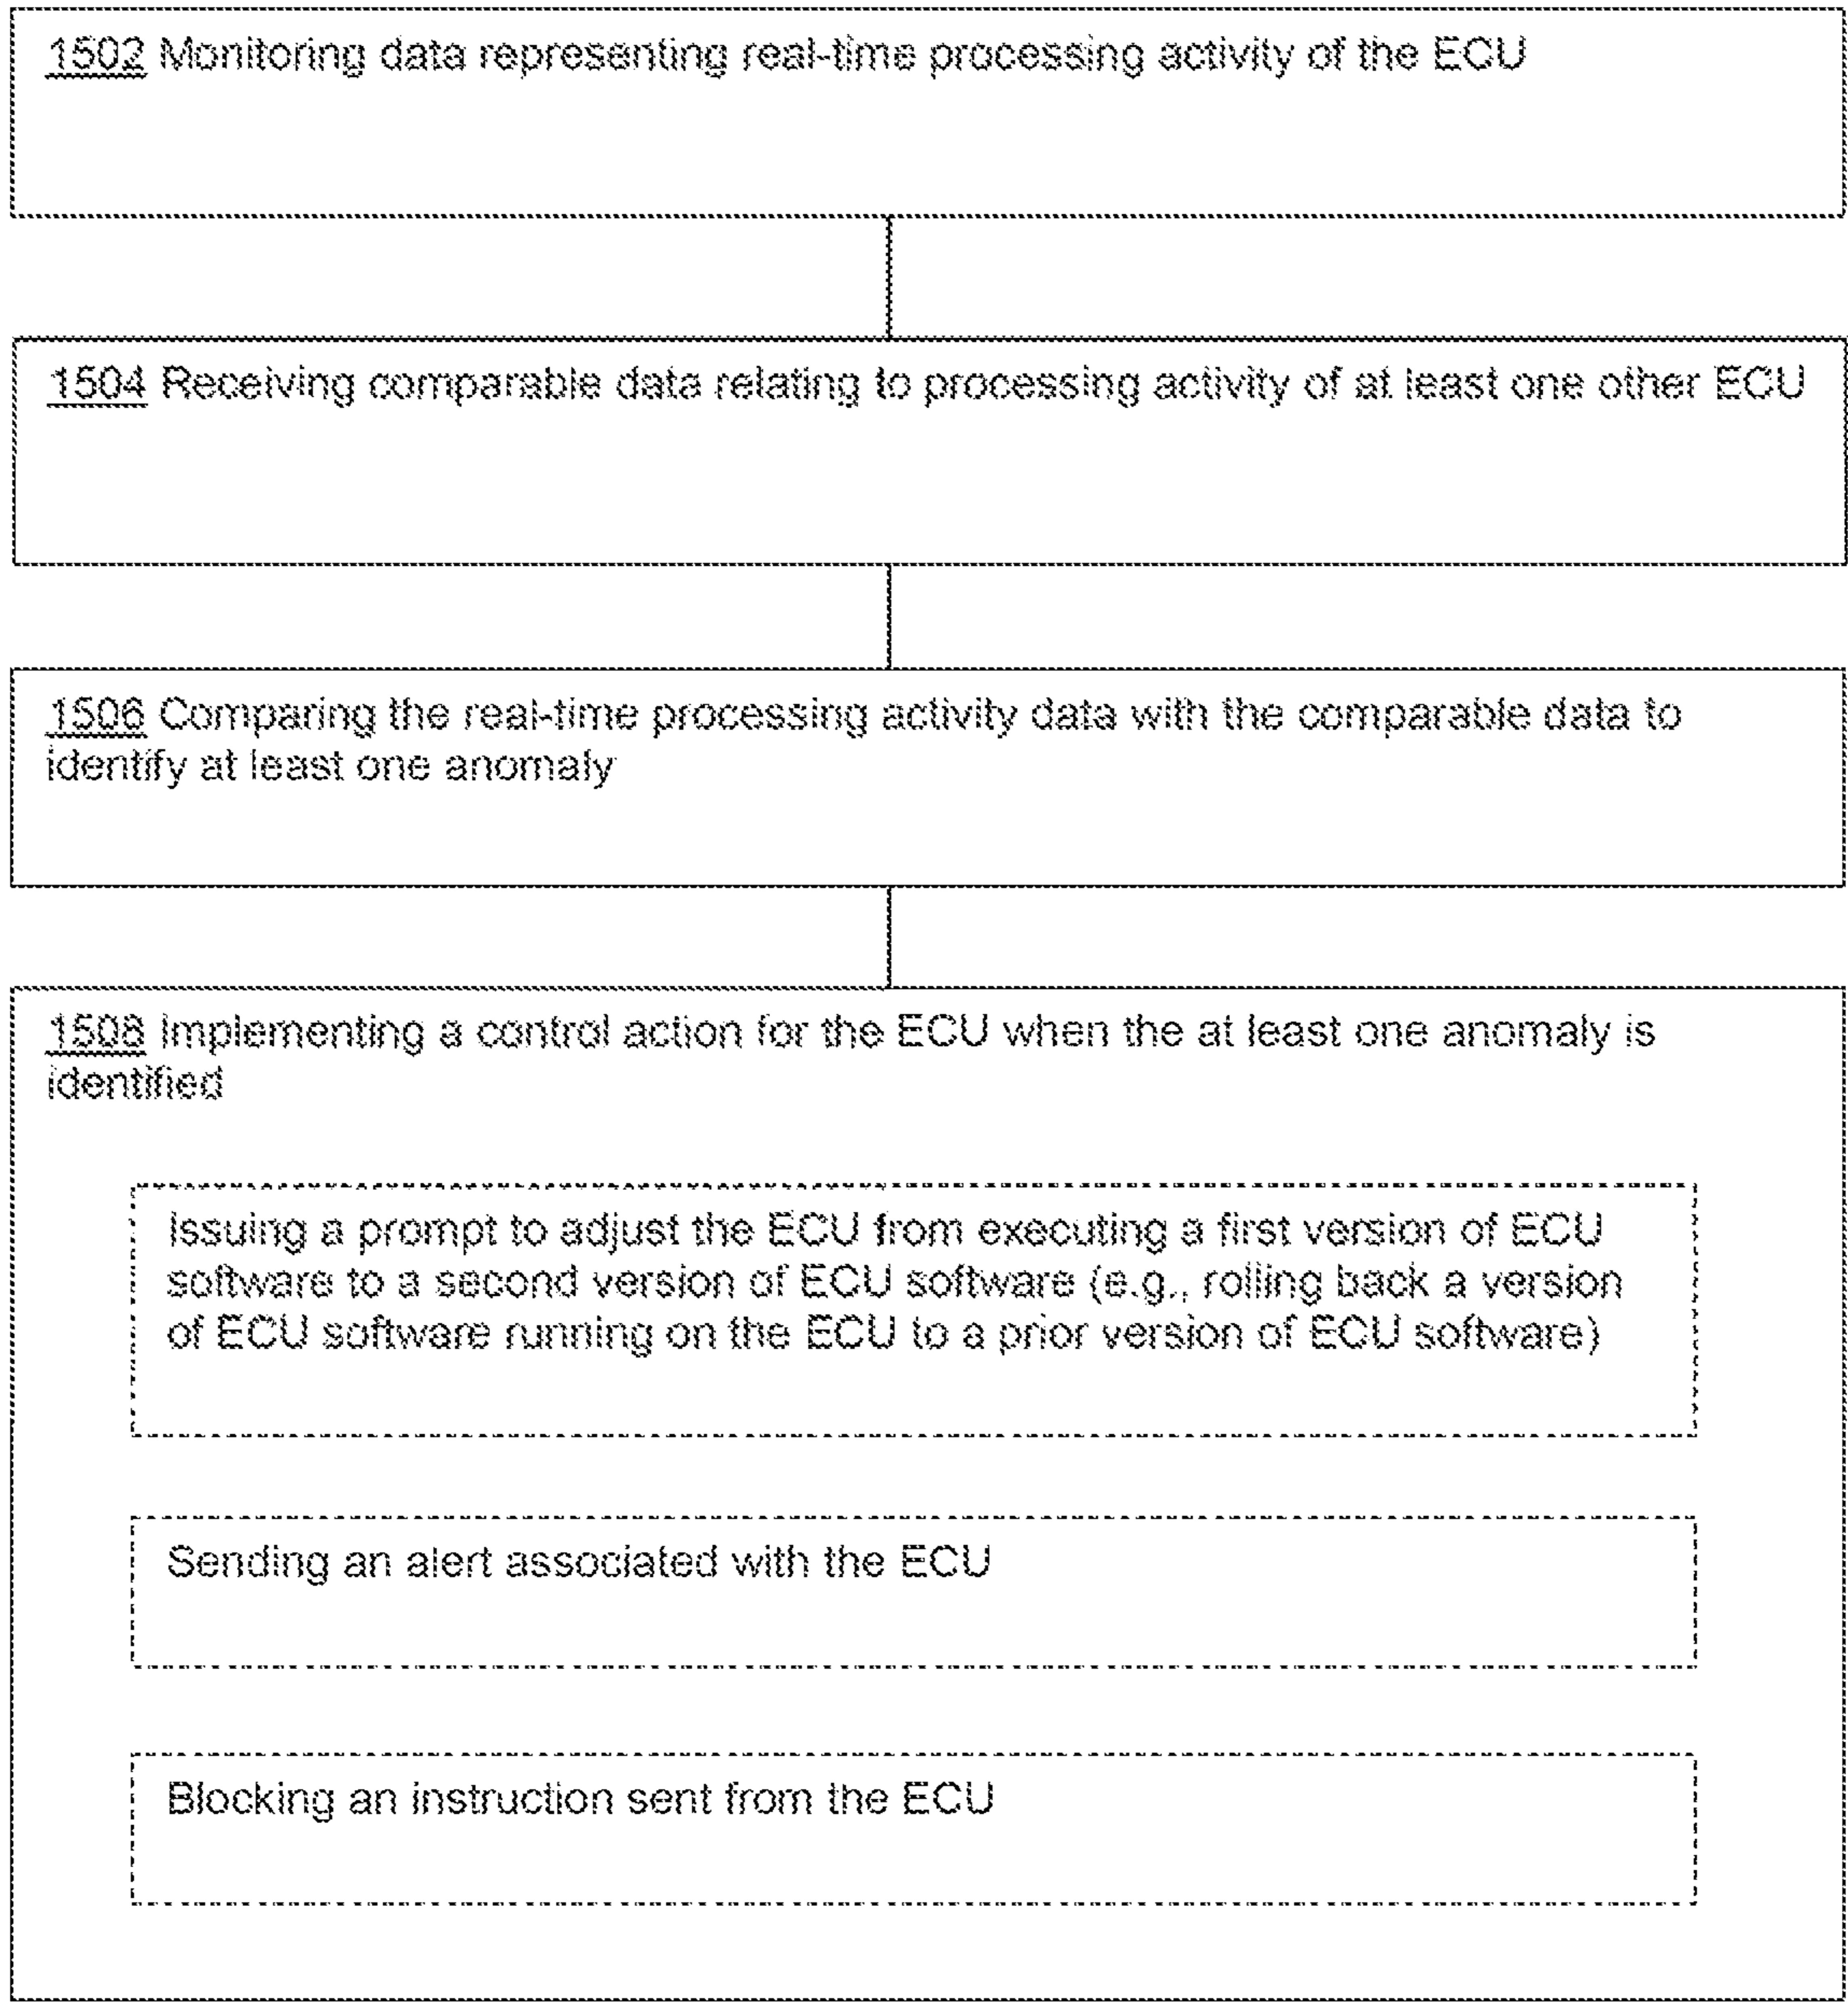 1502 Monitoring data representing real-time processing activity of the ECU
1504 Receiving comparable data relating to processing activity of at least one other ECU
1506 Comparing the real-time processing activity data with the comparable data to
identify at least one anomaly
1508 Implementing a control action for the ECU when the at least one anomaly is
identified
Issuing a prompt to adjust the ECU from executing a first version of ECU
software to a second version of ECU software (e.g., rolling back a version
of ECU software running on the ECU to a prior version of ECU software)
Sending an alert associated with the ECU
Blocking an instruction sent from the ECU